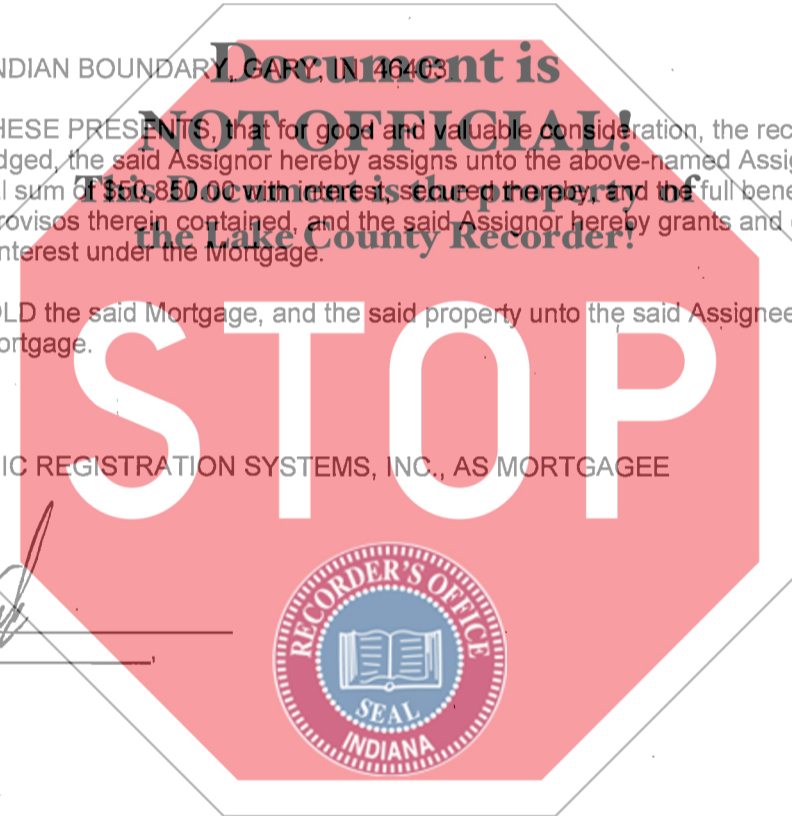 NDIAN BOUNDARY, GARY, IN 46403.
Document is
NOT OFFICIAL!
This Document is the property of
the Lake County Recorder!
HESE PRESENTS, that for good and valuable consideration, the rec
dged, the said Assignor hereby assigns unto the above-named Assig
l sum of $50,850.00 with interest, secured thereby, and the full bene
rovisos therein contained, and the said Assignor hereby grants and
nterest under the Mortgage.
OLD the said Mortgage, and the said property unto the said Assignee
ortgage.
STOP
IC REGISTRATION SYSTEMS, INC., AS MORTGAGEE
RECORDER'S OFFICE
SEAL
INDIANA